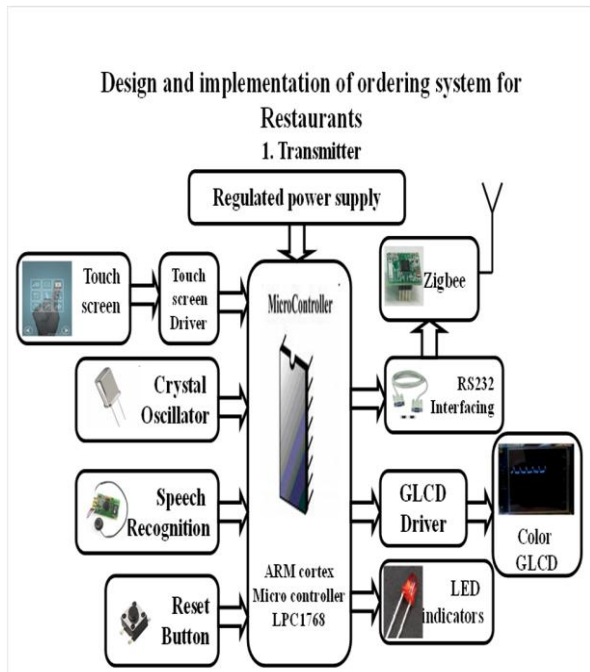 Design and implementation of ordering system for
Restaurants
1. Transmitter
Regulated power supply
Touch
screen
Touch
screen
Driver
MicroController
Zigbee
Crystal
Oscillator
RS232
Interfacing
Speech
Recognition
GLCD
Driver
Color
GLCD
ARM cortex
Micro controller
LPC1768
Reset
Button
LED
indicators